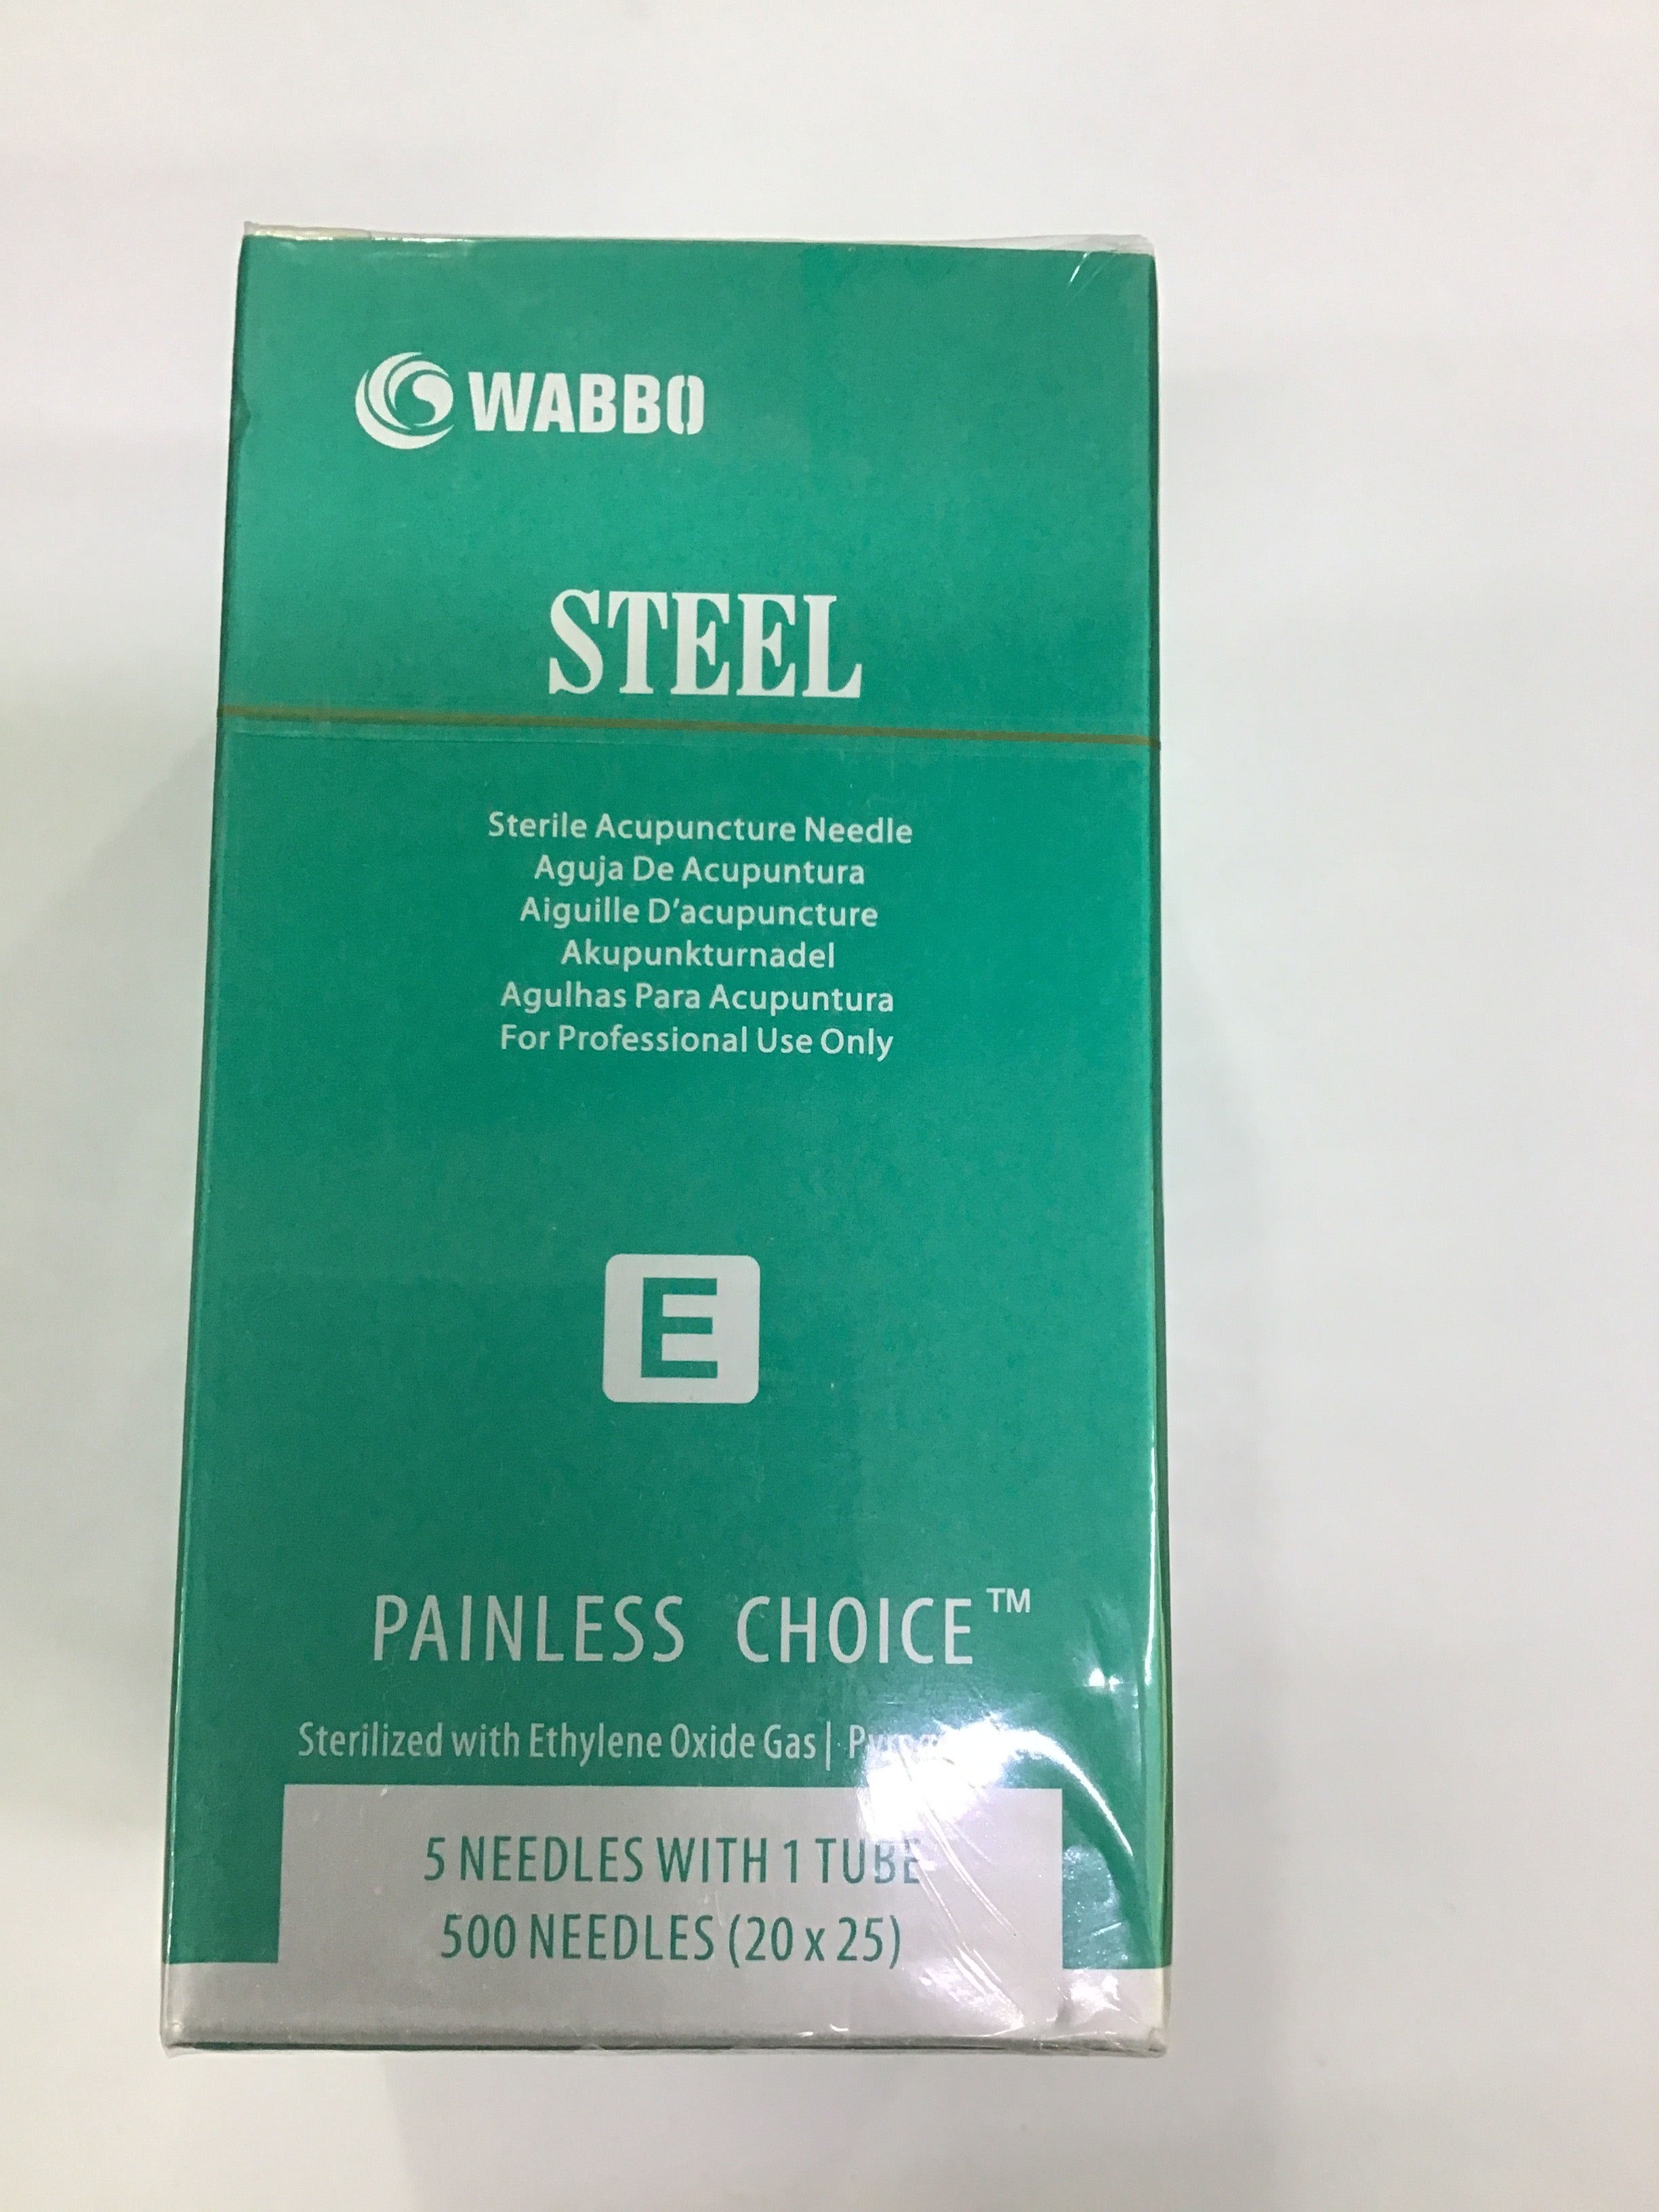 WABBO
STEEL
Sterile Acupuncture Needle
Aguja De Acupuntura
Aiguille D'acupuncture
Akupunkturnadel
Agulhas Para Acupuntura
For Professional Use Only
E
PAINLESS CHOICE™
Sterilized with Ethylene Oxide Gas |
5 NEEDLES WITH 1 TUBE
500 NEEDLES (20 x 25)